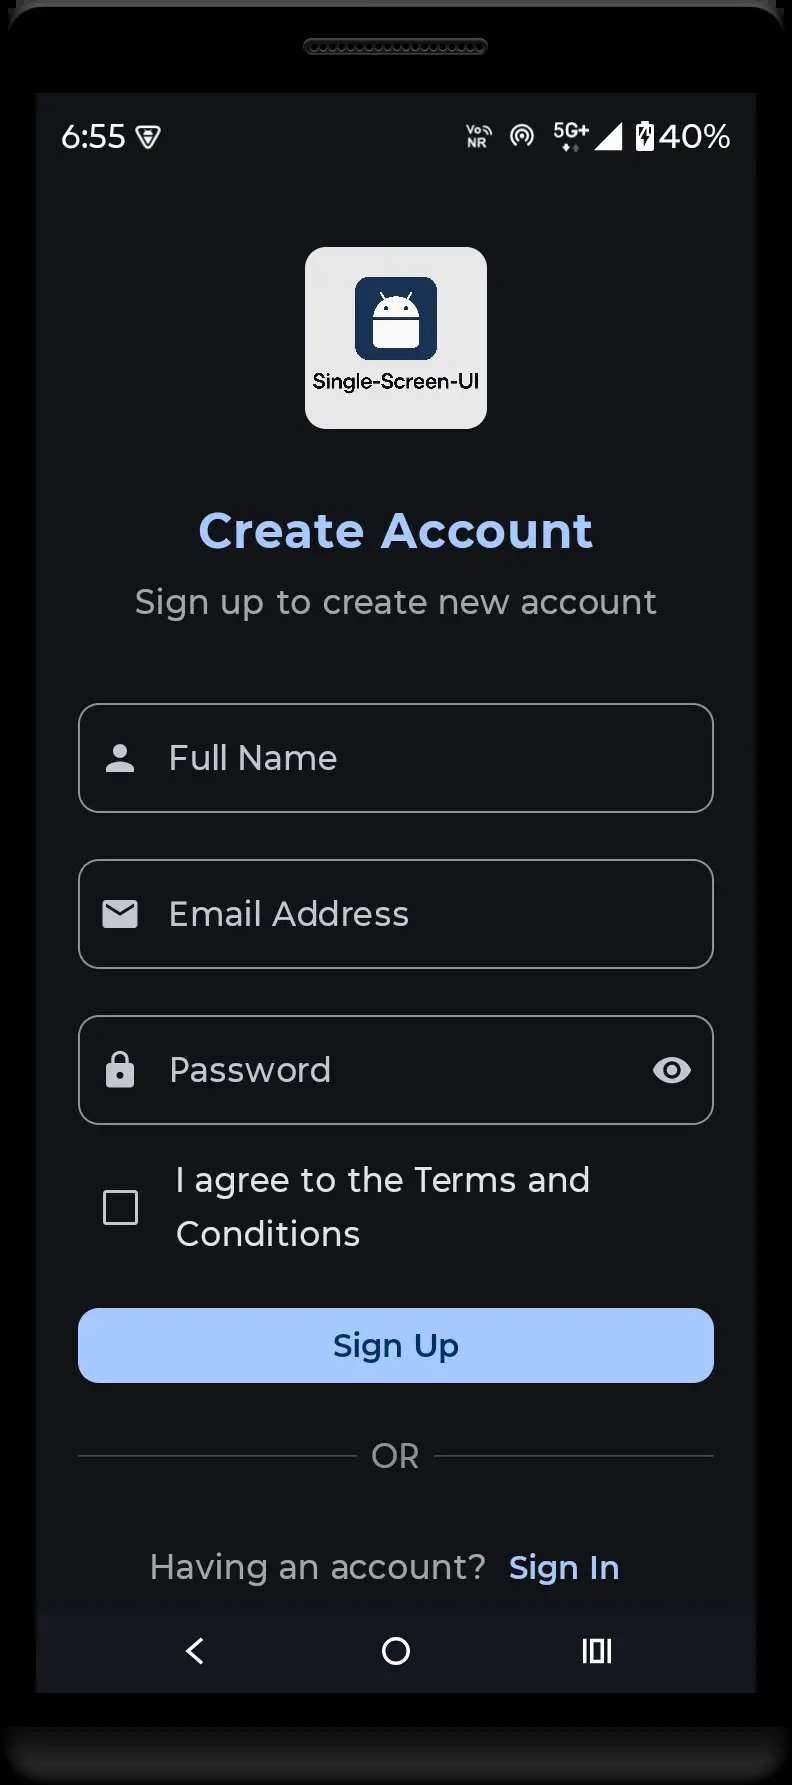 6:55 Vo NR 5G+ 40%
Single-Screen-UI
Create Account
Sign up to create new account
Full Name
Email Address
Password
I agree to the Terms and
Conditions
Sign Up
OR
Having an account? Sign In